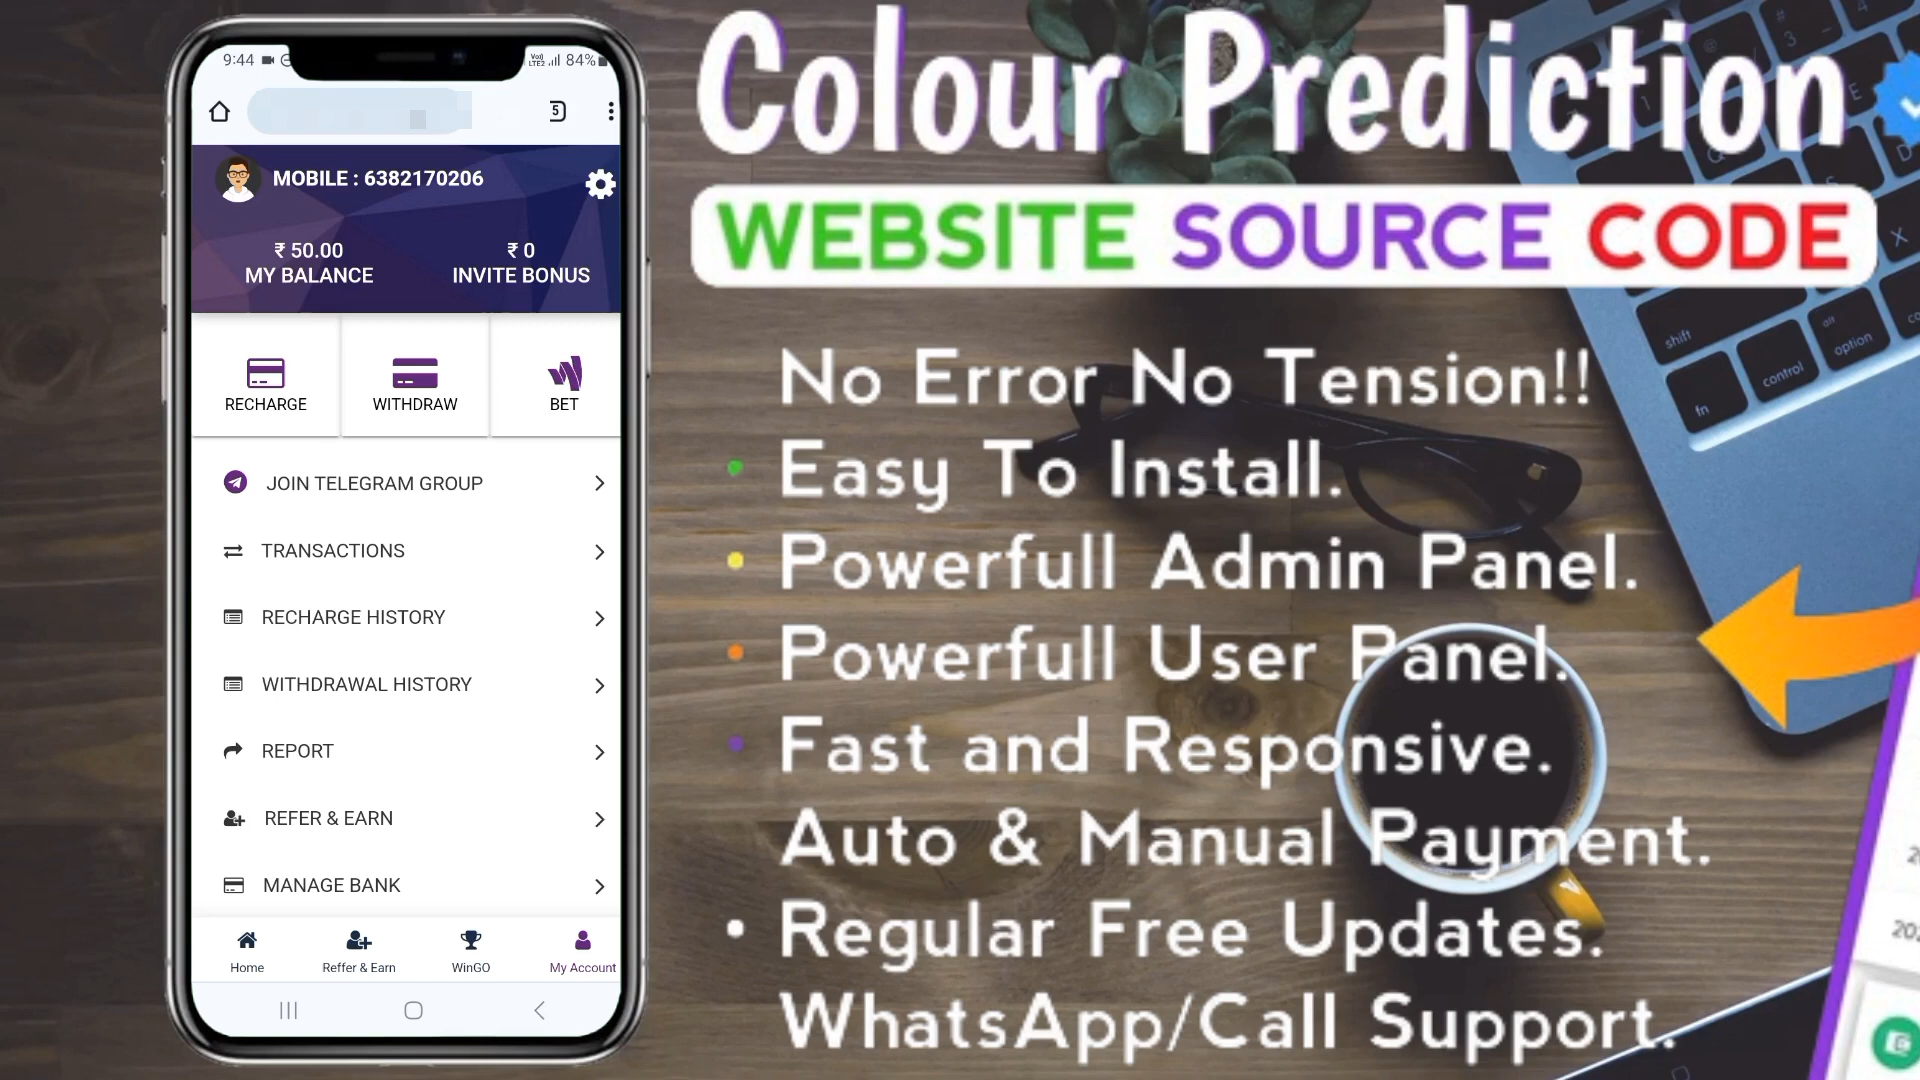 Colour Prediction
WEBSITE SOURCE CODE
No Error No Tension!!
• Easy To Install.
• Powerfull Admin Panel.
• Powerfull User Panel.
• Fast and Responsive.
Auto & Manual Payment.
• Regular Free Updates.
WhatsApp/Call Support.
9:44 84%
5
MOBILE : 6382170206
₹ 50.00 ₹ 0
MY BALANCE INVITE BONUS
RECHARGE WITHDRAW BET
JOIN TELEGRAM GROUP
TRANSACTIONS
RECHARGE HISTORY
WITHDRAWAL HISTORY
REPORT
REFER & EARN
MANAGE BANK
Home Reffer & Earn WinGO My Account
shift
fn control option
alt